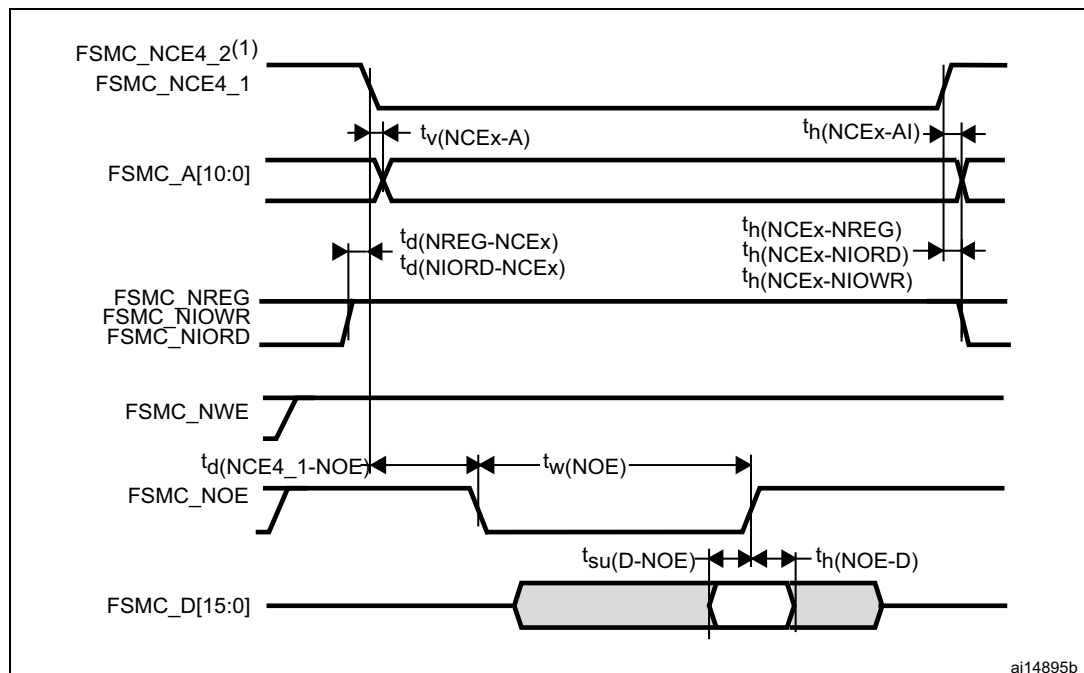 FSMC_NCE4_2(1)
FSMC_NCE4_1
tv(NCEx-A)
th(NCEx-AI)
FSMC_A[10:0]
td(NREG-NCEx)
td(NIORD-NCEx)
th(NCEx-NREG)
th(NCEx-NIORD)
th(NCEx-NIOWR)
FSMC_NREG
FSMC_NIOWR
FSMC_NIORD
FSMC_NWE
td(NCE4_1-NOE)
tw(NOE)
FSMC_NOE
tsu(D-NOE)
th(NOE-D)
FSMC_D[15:0]
ai14895b